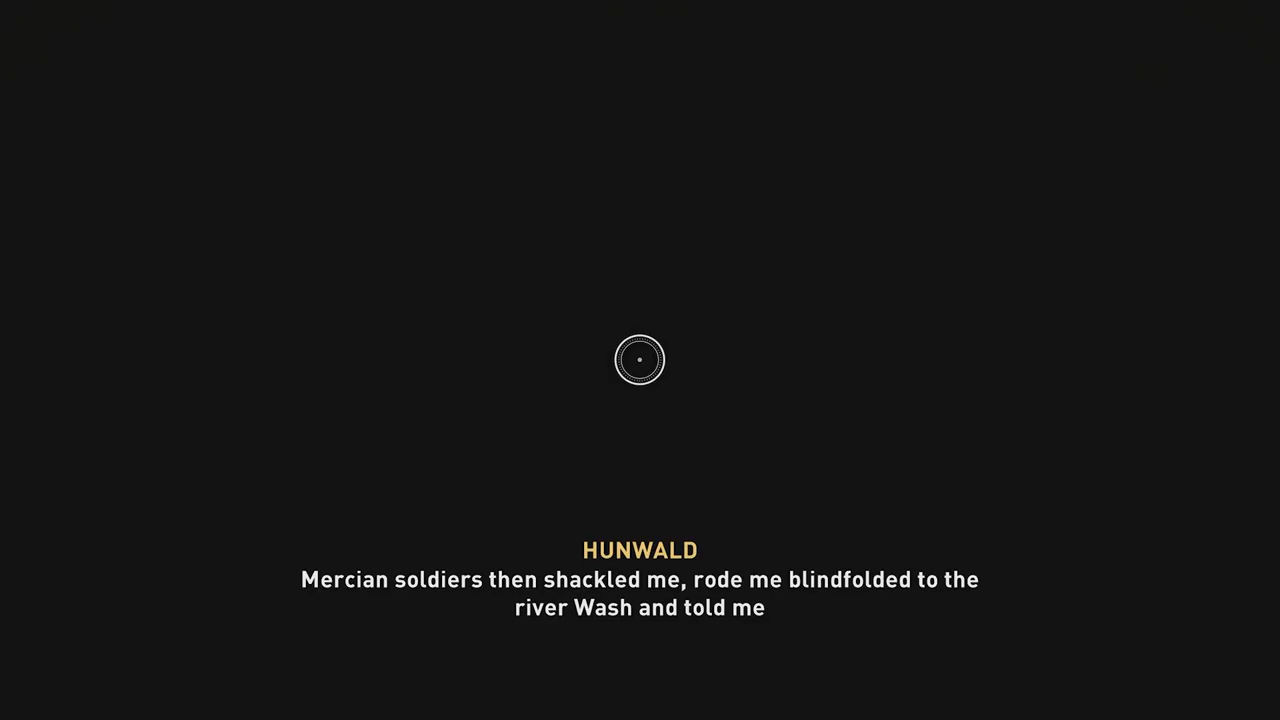 HUNWALD
Mercian soldiers then shackled me, rode me blindfolded to the
river Wash and told me